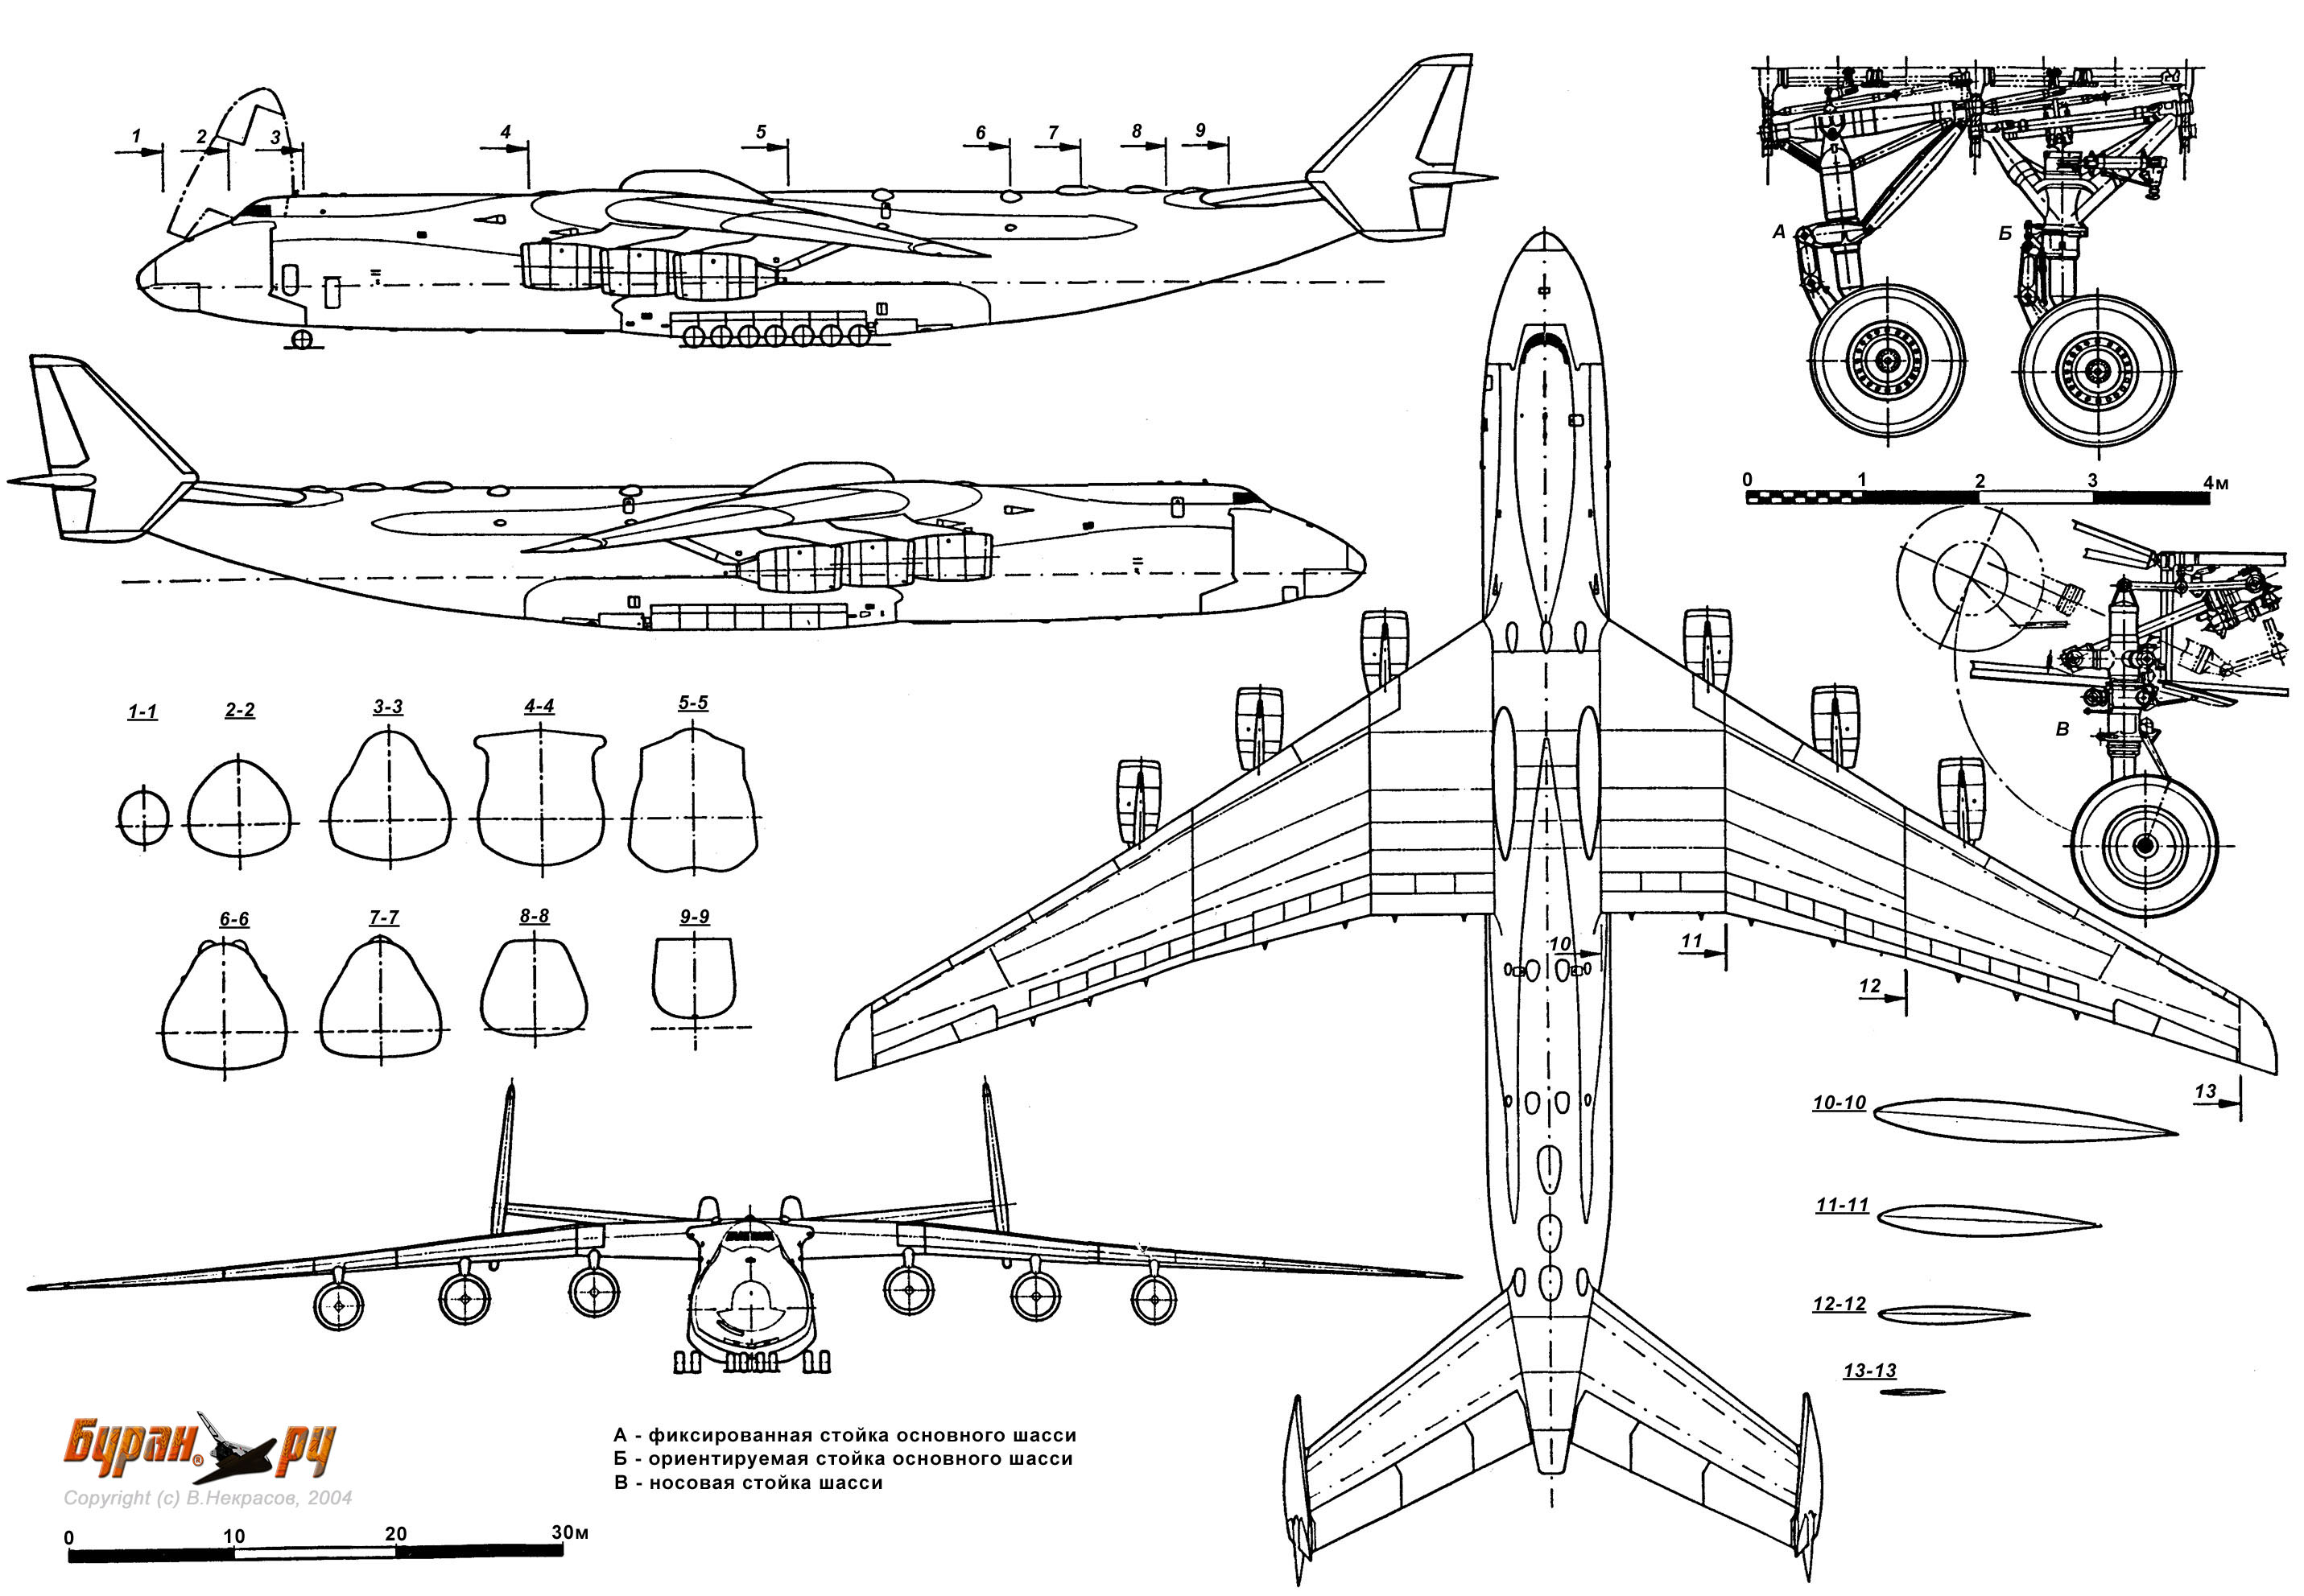 1 2 3 4 5 6 7 8 9
А Б
0 1 2 3 4м
В
1-1 2-2 3-3 4-4 5-5
6-6 7-7 8-8 9-9
10 11
12
13
10-10
11-11
12-12
13-13
Буран.® ру
Copyright (c) В.Некрасов, 2004
А - фиксированная стойка основного шасси
Б - ориентируемая стойка основного шасси
В - носовая стойка шасси
0 10 20 30м